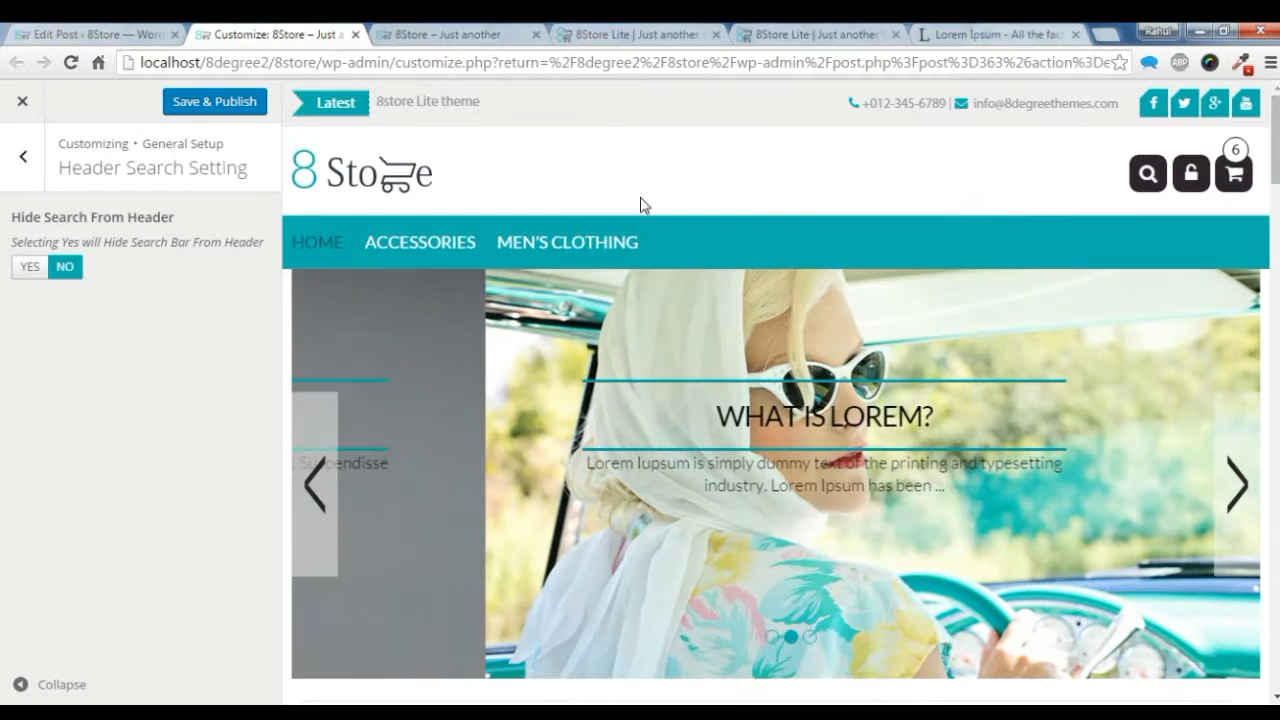 Edit Post ‹ 8Store — Wor
Customize: 8Store – Just a
8Store – Just another
8Store Lite | Just another
8Store Lite | Just another
Lorem Ipsum - All the fac
Rahul
localhost/8degree2/8store/wp-admin/customize.php?return=%2F8degree2%2F8store%2Fwp-admin%2Fpost.php%3Fpost%3D363%26action%3De
ABP
Save & Publish
Latest
8store Lite theme
+012-345-6789 |
info@8degreethemes.com
Customizing • General Setup
Header Search Setting
8 Store
6
Hide Search From Header
Selecting Yes will Hide Search Bar From Header
YES NO
HOME ACCESSORIES MEN'S CLOTHING
WHAT IS LOREM?
Suspendisse
Lorem Iupsum is simply dummy text of the printing and typesetting
industry. Lorem Ipsum has been ...
Collapse